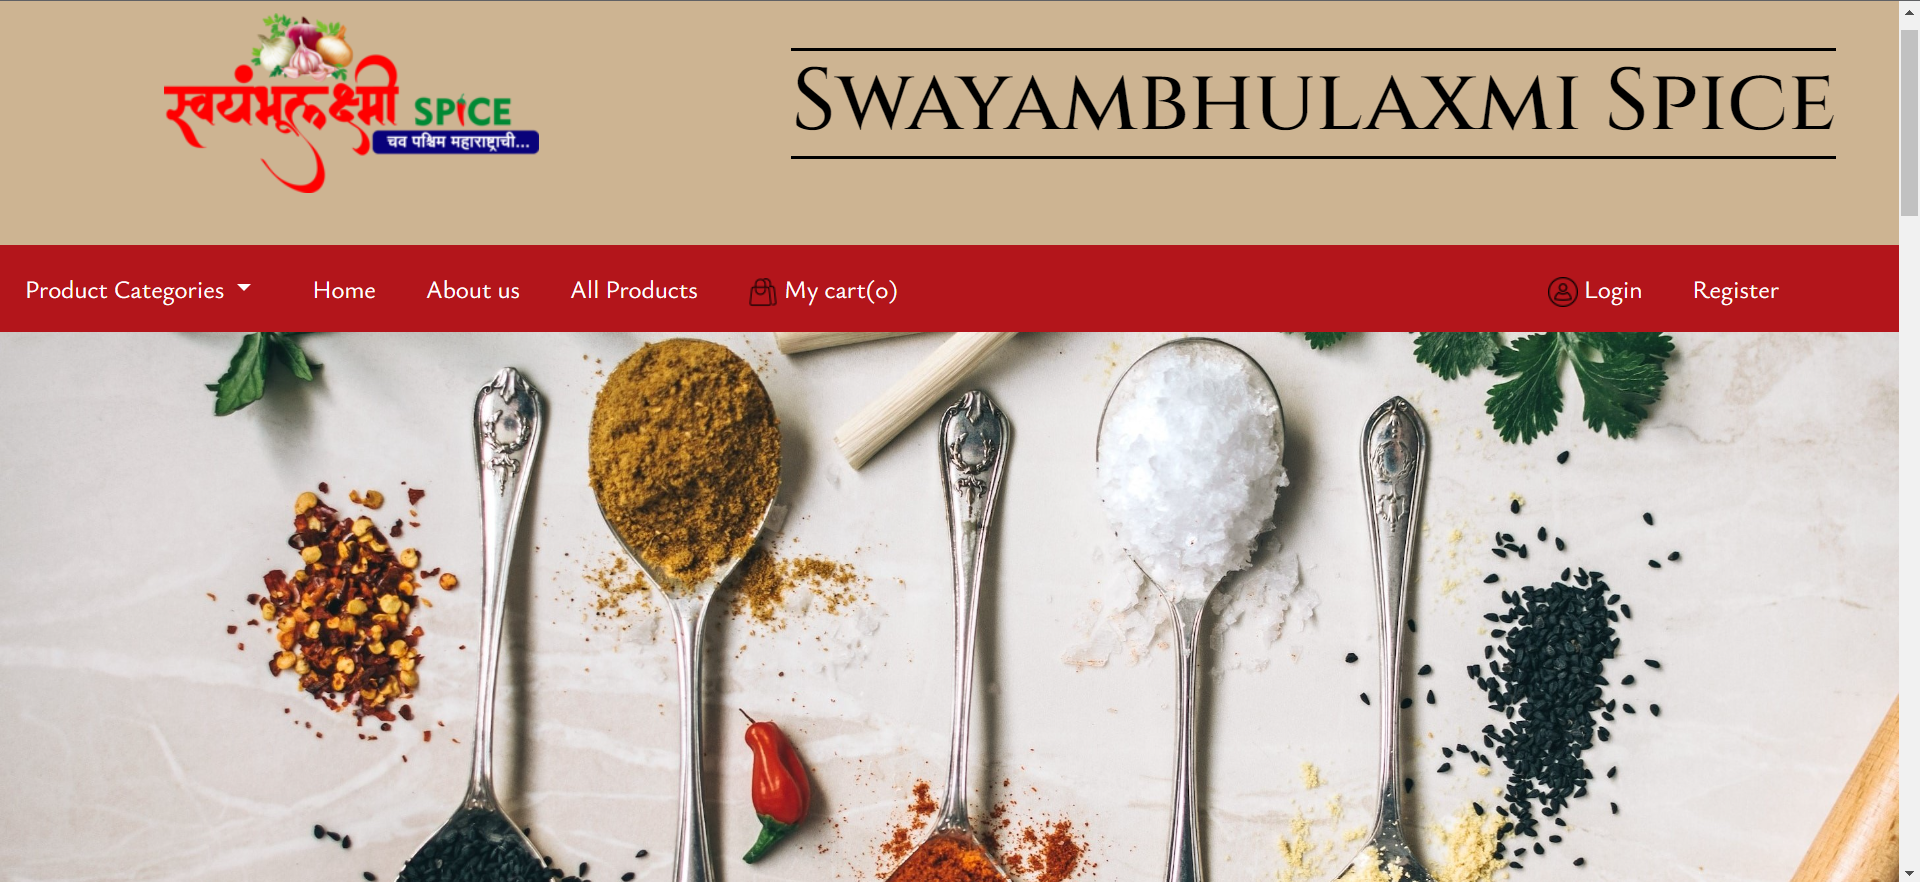 स्वयंभूलक्ष्मी SPICE
चव पश्चिम महाराष्ट्राची...
SWAYAMBHULAXMI SPICE
Product Categories
Home
About us
All Products
My cart(0)
Login
Register